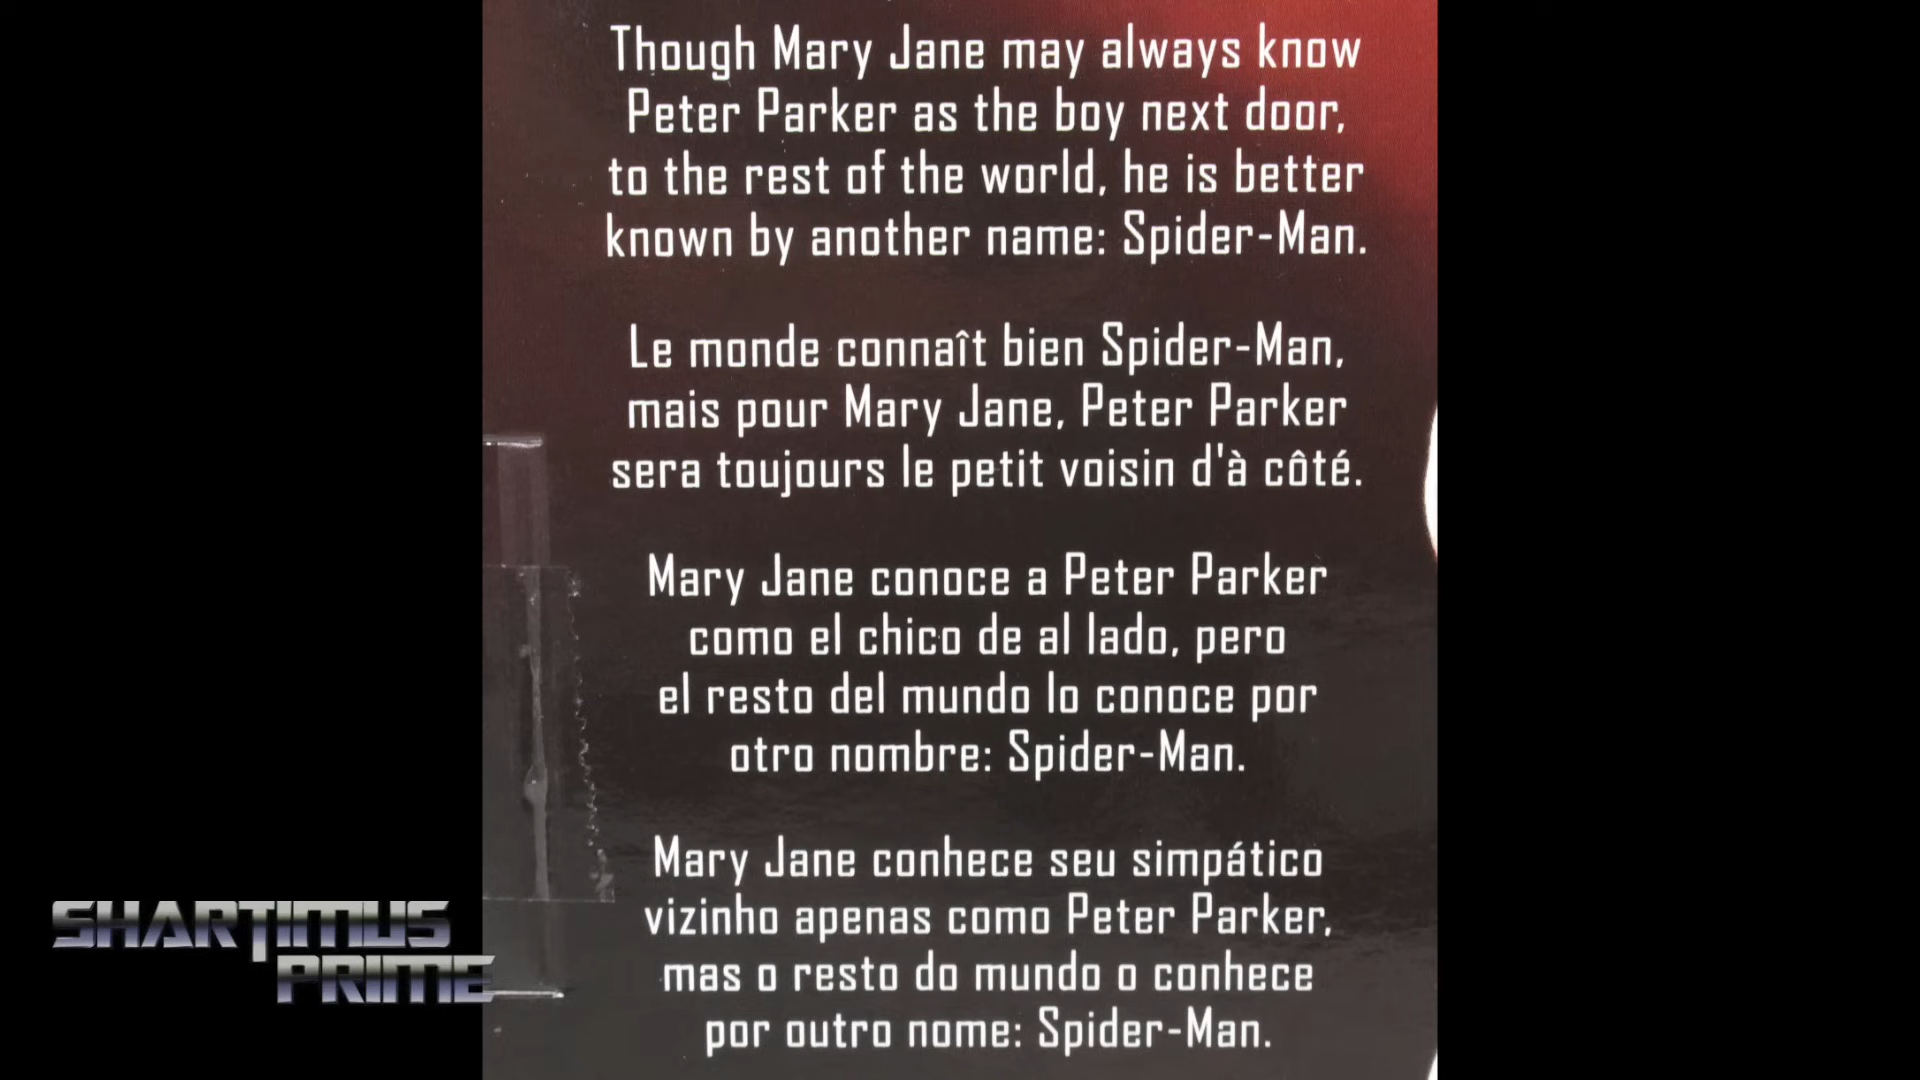 Though Mary Jane may always know
Peter Parker as the boy next door,
to the rest of the world, he is better
known by another name: Spider-Man.
Le monde connaît bien Spider-Man,
mais pour Mary Jane, Peter Parker
sera toujours le petit voisin d'à côté.
Mary Jane conoce a Peter Parker
como el chico de al lado, pero
el resto del mundo lo conoce por
otro nombre: Spider-Man.
Mary Jane conhece seu simpático
vizinho apenas como Peter Parker,
mas o resto do mundo o conhece
por outro nome: Spider-Man.
SHARTIMUS
PRIME